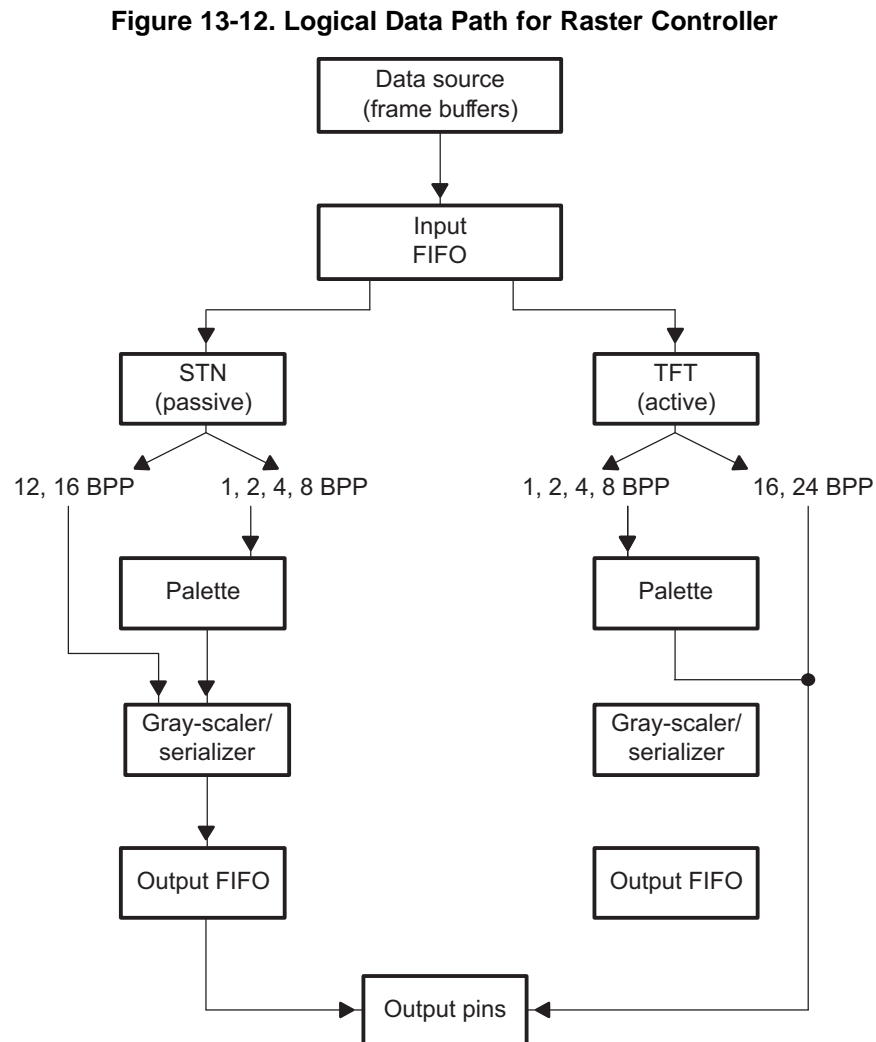 Figure 13-12. Logical Data Path for Raster Controller
Data source
(frame buffers)
Input
FIFO
STN
(passive)
TFT
(active)
12, 16 BPP
1, 2, 4, 8 BPP
1, 2, 4, 8 BPP
16, 24 BPP
Palette
Palette
Gray-scaler/
serializer
Gray-scaler/
serializer
Output FIFO
Output FIFO
Output pins